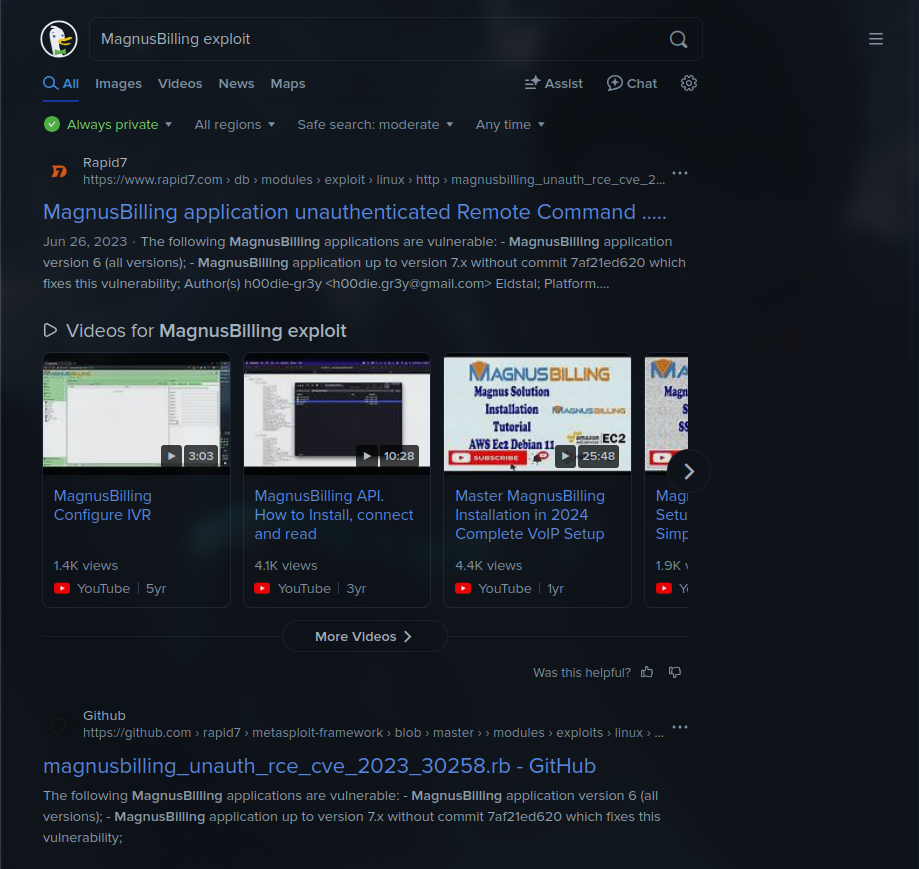 MagnusBilling exploit
All Images Videos News Maps Assist Chat
Always private All regions Safe search: moderate Any time
Rapid7
https://www.rapid7.com › db › modules › exploit › linux › http › magnusbilling_unauth_rce_cve_2...
MagnusBilling application unauthenticated Remote Command .....
Jun 26, 2023 · The following MagnusBilling applications are vulnerable: - MagnusBilling application
version 6 (all versions); - MagnusBilling application up to version 7.x without commit 7af21ed620 which
fixes this vulnerability; Author(s) h00die-gr3y <h00die.gr3y@gmail.com> Eldstal; Platform....
Videos for MagnusBilling exploit
3:03
MagnusBilling
Configure IVR
1.4K views
YouTube 5yr
10:28
MagnusBilling API.
How to Install, connect
and read
4.1K views
YouTube 3yr
MAGNUSBILLING
Magnus Solution
Installation
MAGNUSBILLING
Tutorial
amazon EC2
AWS Ec2 Debian 11
SUBSCRIBE
25:48
Master MagnusBilling
Installation in 2024
Complete VoIP Setup
4.4K views
YouTube 1yr
Magn
Setu
Simp
1.9K v
More Videos
Was this helpful?
Github
https://github.com › rapid7 › metasploit-framework › blob › master › › modules › exploits › linux › ...
magnusbilling_unauth_rce_cve_2023_30258.rb - GitHub
The following MagnusBilling applications are vulnerable: - MagnusBilling application version 6 (all
versions); - MagnusBilling application up to version 7.x without commit 7af21ed620 which fixes this
vulnerability;